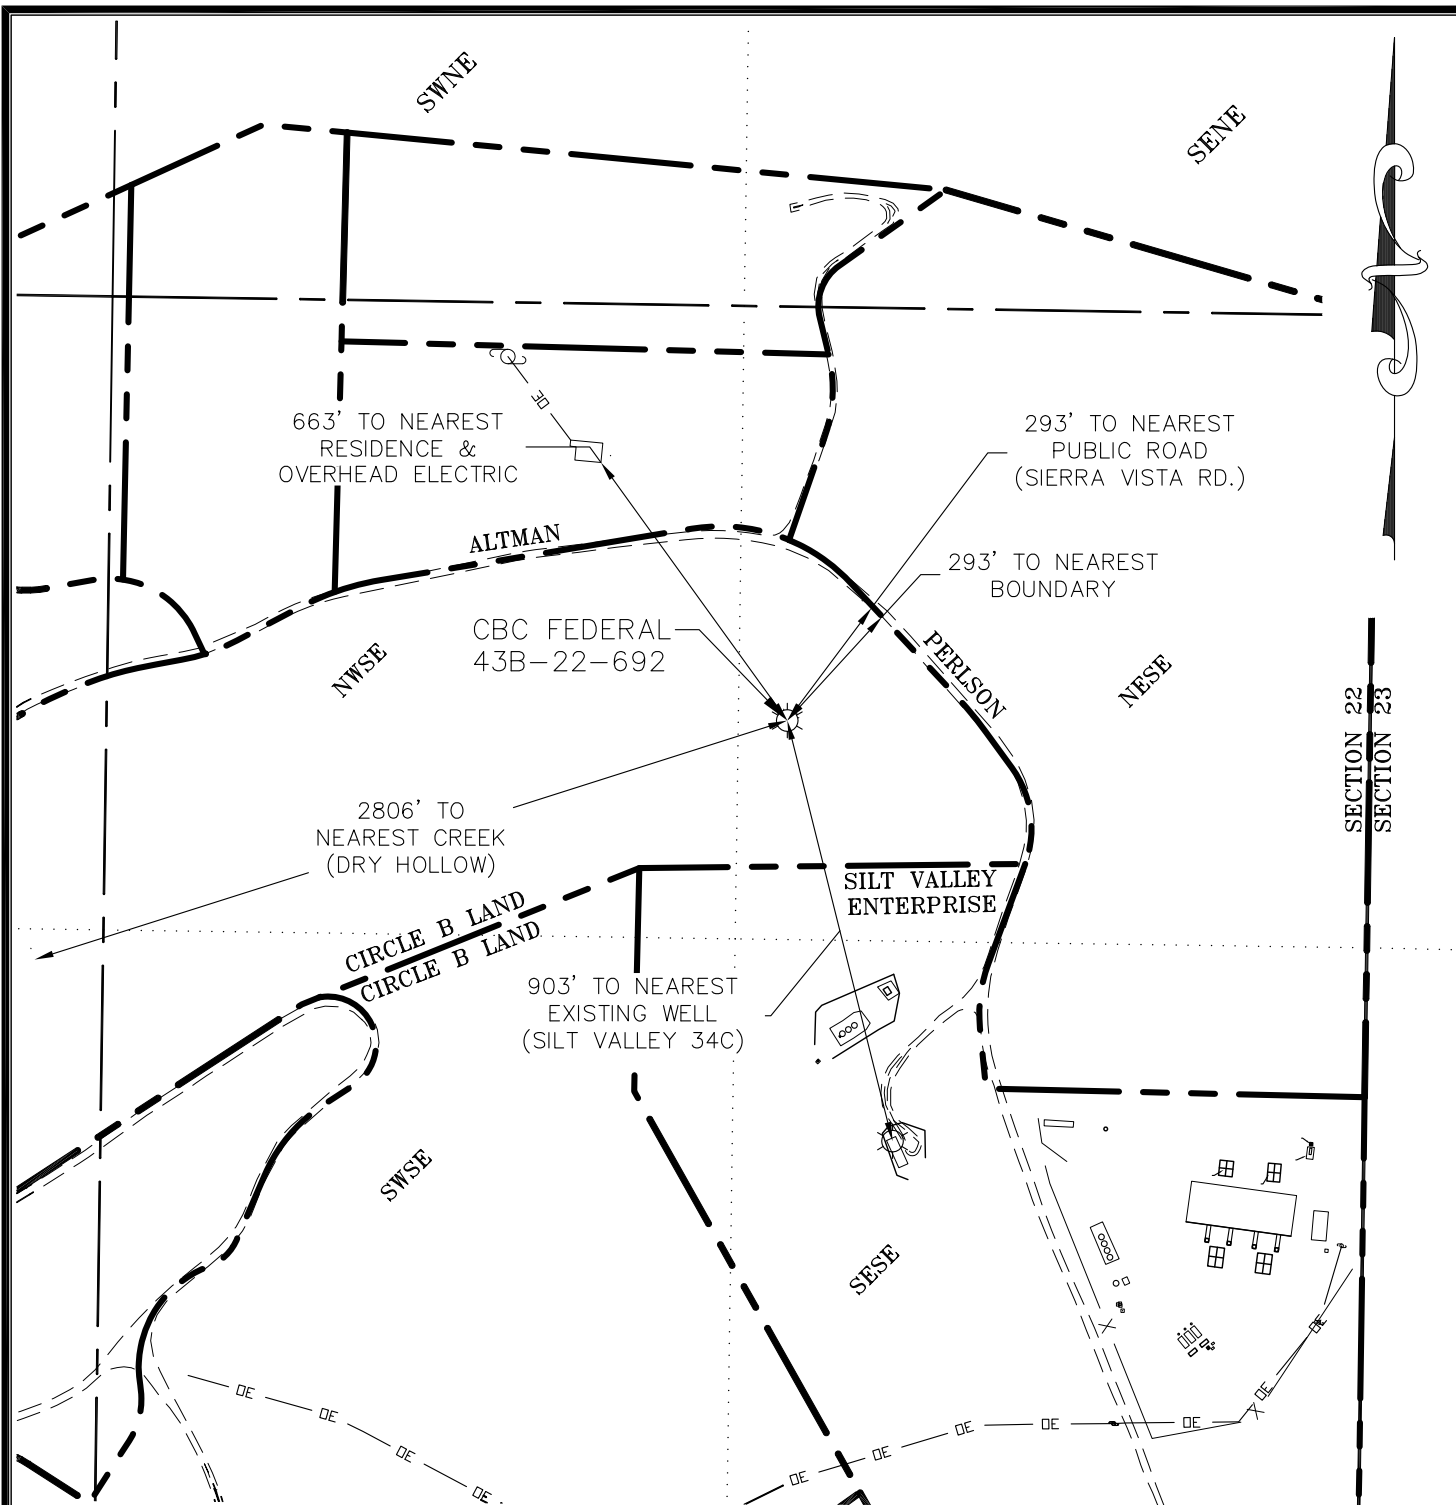 SWNE
SENE
663' TO NEAREST
RESIDENCE &
OVERHEAD ELECTRIC
OE
293' TO NEAREST
PUBLIC ROAD
(SIERRA VISTA RD.)
ALTMAN
293' TO NEAREST
BOUNDARY
CBC FEDERAL
43B-22-692
PERLSON
NWSE
NESE
SECTION 22
SECTION 23
2806' TO
NEAREST CREEK
(DRY HOLLOW)
SILT VALLEY
ENTERPRISE
CIRCLE B LAND
CIRCLE B LAND
903' TO NEAREST
EXISTING WELL
(SILT VALLEY 34C)
SWSE
SESE
X
OE
OE
OE
OE
OE
OE
OE
OE
OE
OE
X